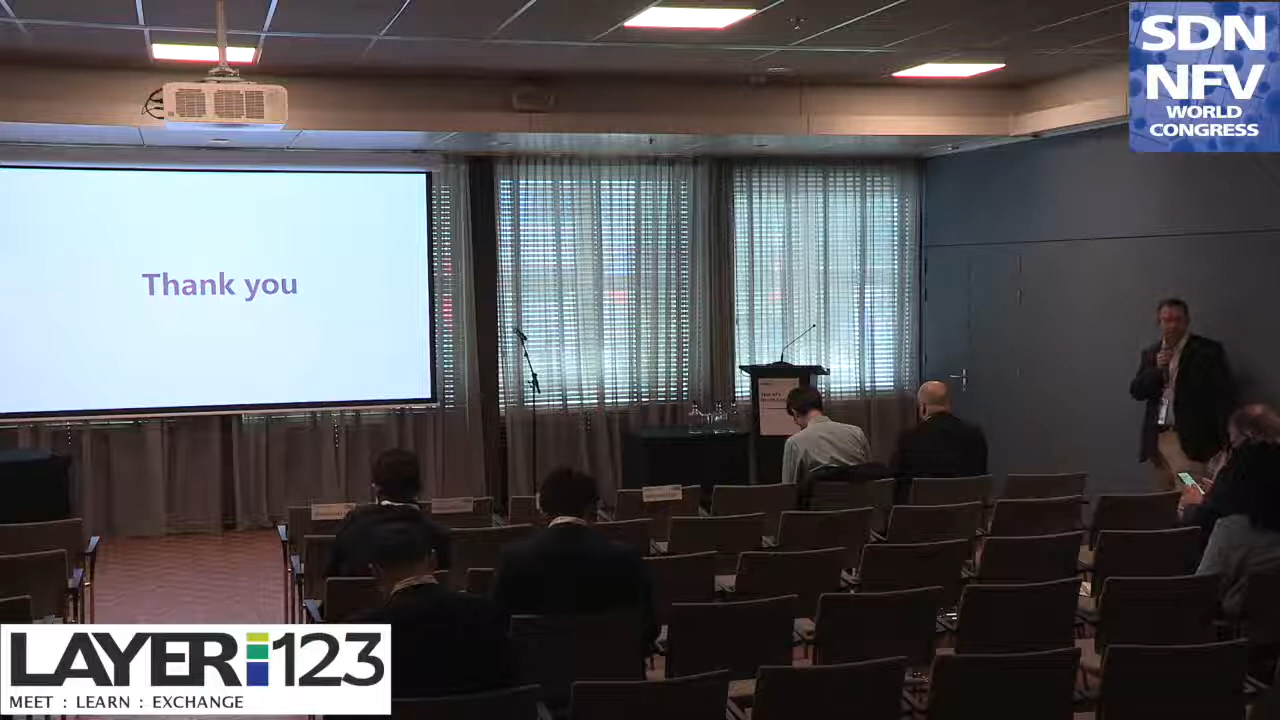 SDN
NFV
WORLD
CONGRESS
Thank you
LAYER123
MEET : LEARN : EXCHANGE